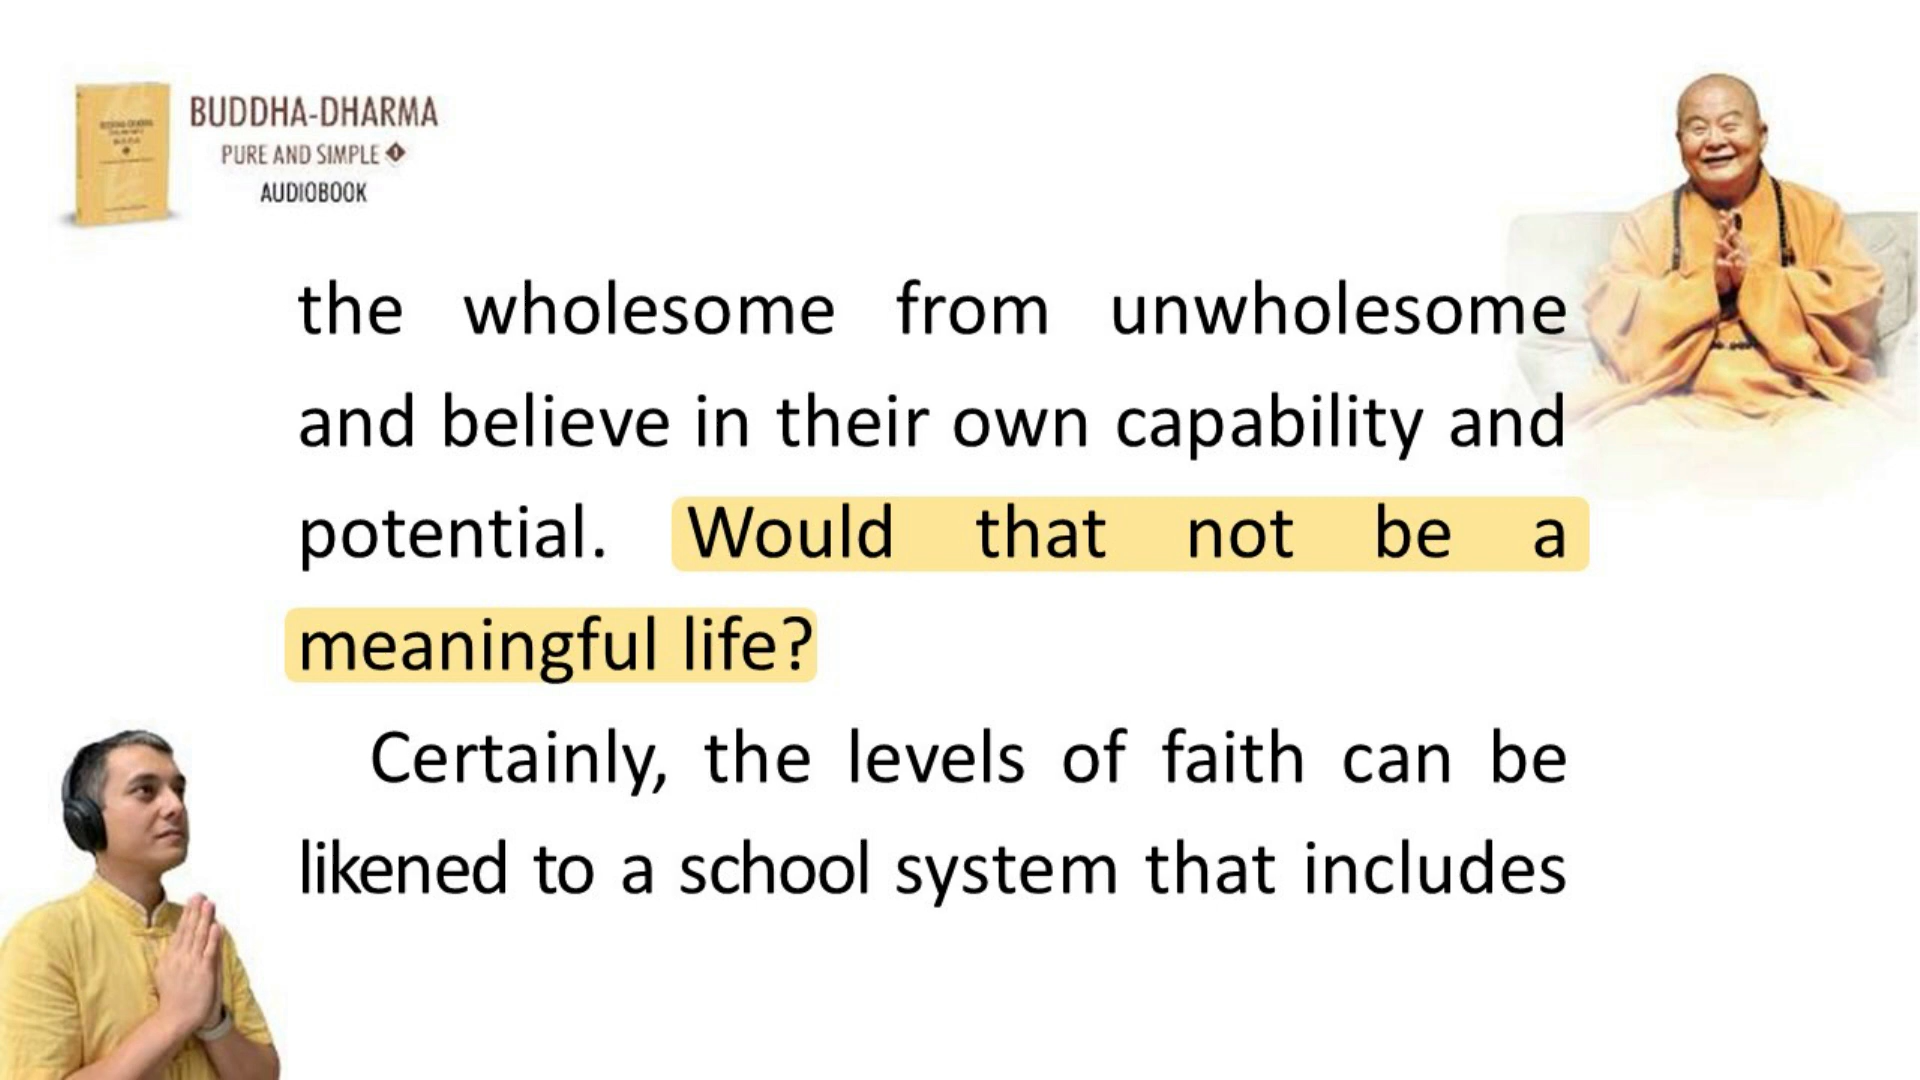 BUDDHA-DHARMA
PURE AND SIMPLE 1
AUDIOBOOK
the wholesome from unwholesome
and believe in their own capability and
potential. Would that not be a
meaningful life?
Certainly, the levels of faith can be
likened to a school system that includes